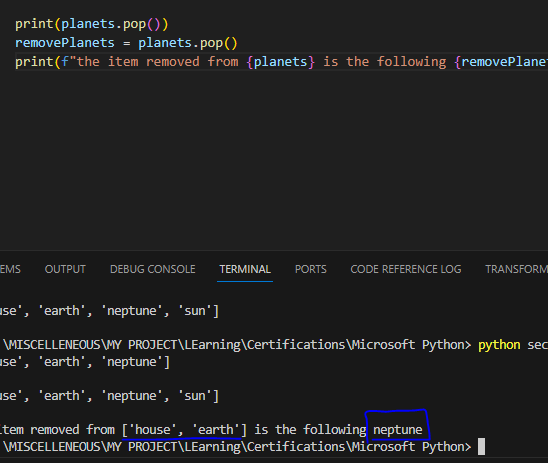 print(planets.pop())
removePlanets = planets.pop()
print(f"the item removed from {planets} is the following {removePlanet
EMS OUTPUT DEBUG CONSOLE TERMINAL PORTS CODE REFERENCE LOG TRANSFORM
use', 'earth', 'neptune', 'sun']
\MISCELLENEOUS\MY PROJECT\LEarning\Certifications\Microsoft Python> python sec
use', 'earth', 'neptune']
use', 'earth', 'neptune', 'sun']
item removed from ['house', 'earth'] is the following neptune
\MISCELLENEOUS\MY PROJECT\LEarning\Certifications\Microsoft Python>